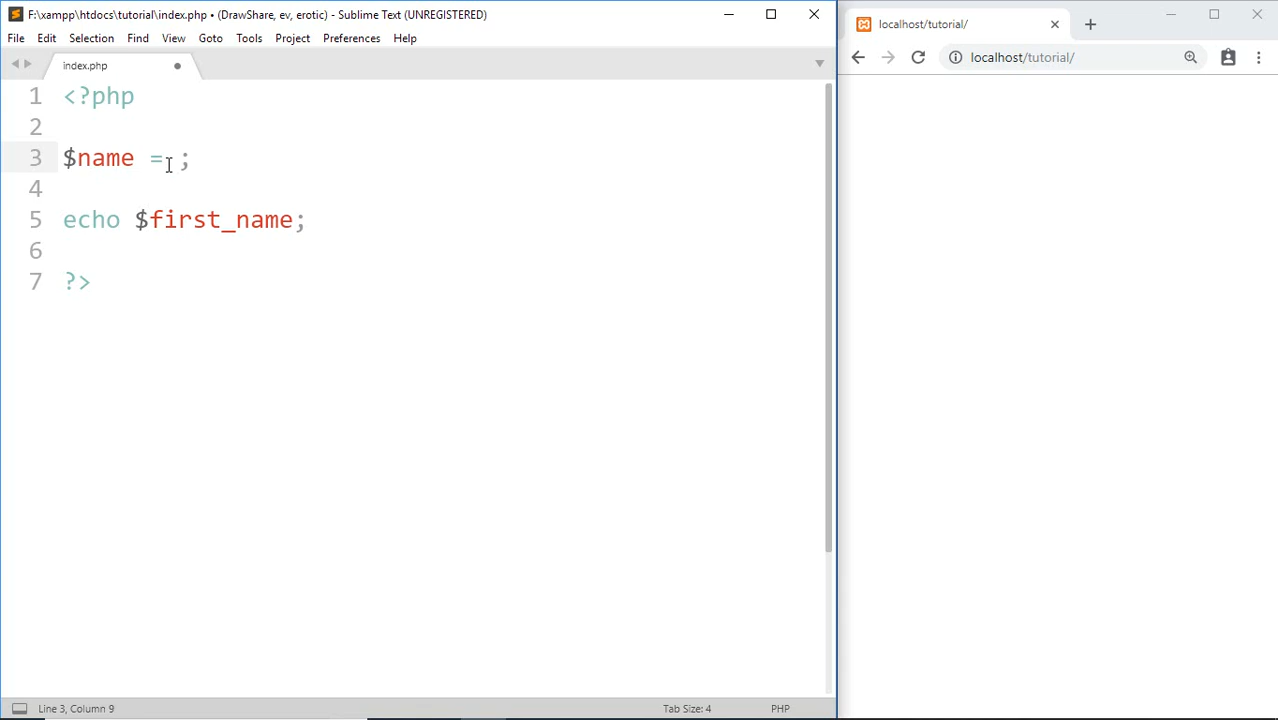 F:\xampp\htdocs\tutorial\index.php • (DrawShare, ev, erotic) - Sublime Text (UNREGISTERED)
File Edit Selection Find View Goto Tools Project Preferences Help
index.php
1 <?php
2
3 $name = ;
4
5 echo $first_name;
6
7 ?>
Line 3, Column 9 Tab Size: 4 PHP
localhost/tutorial/
localhost/tutorial/